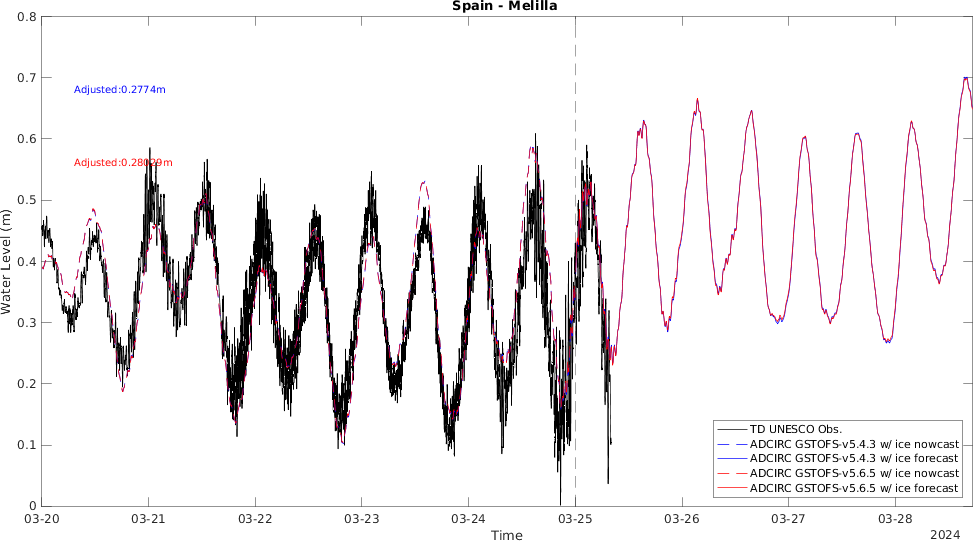 Spain - Melilla
0.8
0.7
0.6
0.5
0.4
0.3
0.2
0.1
0
Water Level (m)
Adjusted:0.2774m
Adjusted:0.28029m
TD UNESCO Obs.
ADCIRC GSTOFS-v5.4.3 w/ ice nowcast
ADCIRC GSTOFS-v5.4.3 w/ ice forecast
ADCIRC GSTOFS-v5.6.5 w/ ice nowcast
ADCIRC GSTOFS-v5.6.5 w/ ice forecast
03-20 03-21 03-22 03-23 03-24 03-25 03-26 03-27 03-28
Time
2024